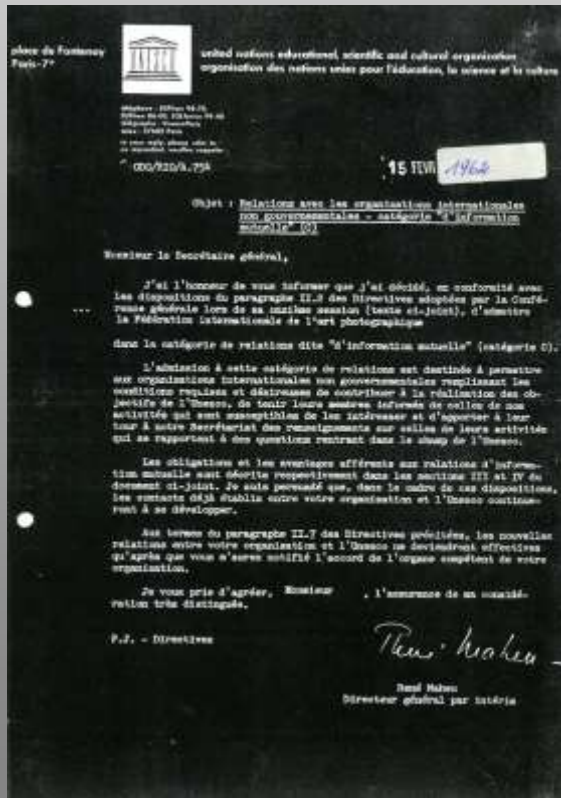 place de Fontenoy
Paris-7e
UNESCO
united nations educational, scientific and cultural organization
organisation des nations unies pour l'éducation, la science et la culture
15 FEVR 1962
Objet : Relations avec les organisations internationales
non gouvernementales - catégorie "d'information
mutuelle" (C)
Monsieur le Secrétaire général,
J'ai l'honneur de vous informer que j'ai décidé, en conformité avec
les dispositions du paragraphe II.2 des Directives adoptées par la Confé-
rence générale lors de sa onzième session (texte ci-joint), d'admettre
la Fédération internationale de l'art photographique
dans la catégorie de relations dite "d'information mutuelle" (catégorie C).
L'admission à cette catégorie de relations est destinée à permettre
aux organisations internationales non gouvernementales remplissant les
conditions requises et désireuses de contribuer à la réalisation des ob-
jectifs de l'Unesco, de tenir leurs membres informés de celles de nos
activités qui sont susceptibles de les intéresser et d'apporter à leur
tour à notre Secrétariat des renseignements sur celles de leurs activités
qui se rapportent à des questions rentrant dans le champ de l'Unesco.
Les obligations et les avantages afférents aux relations d'informa-
tion mutuelle sont décrits respectivement dans les sections III et IV du
document ci-joint. Je suis persuadé que, dans le cadre de ces dispositions,
les contacts déjà établis entre votre organisation et l'Unesco continue-
ront à se développer.
Aux termes du paragraphe II.7 des Directives précitées, les nouvelles
relations entre votre organisation et l'Unesco ne deviendront effectives
qu'après que vous m'aurez notifié l'accord de l'organe compétent de votre
organisation.
Je vous prie d'agréer, Monsieur , l'assurance de ma considé-
ration très distinguée.
P.J. - Directives
René Maheu
René Maheu
Directeur général par intérim